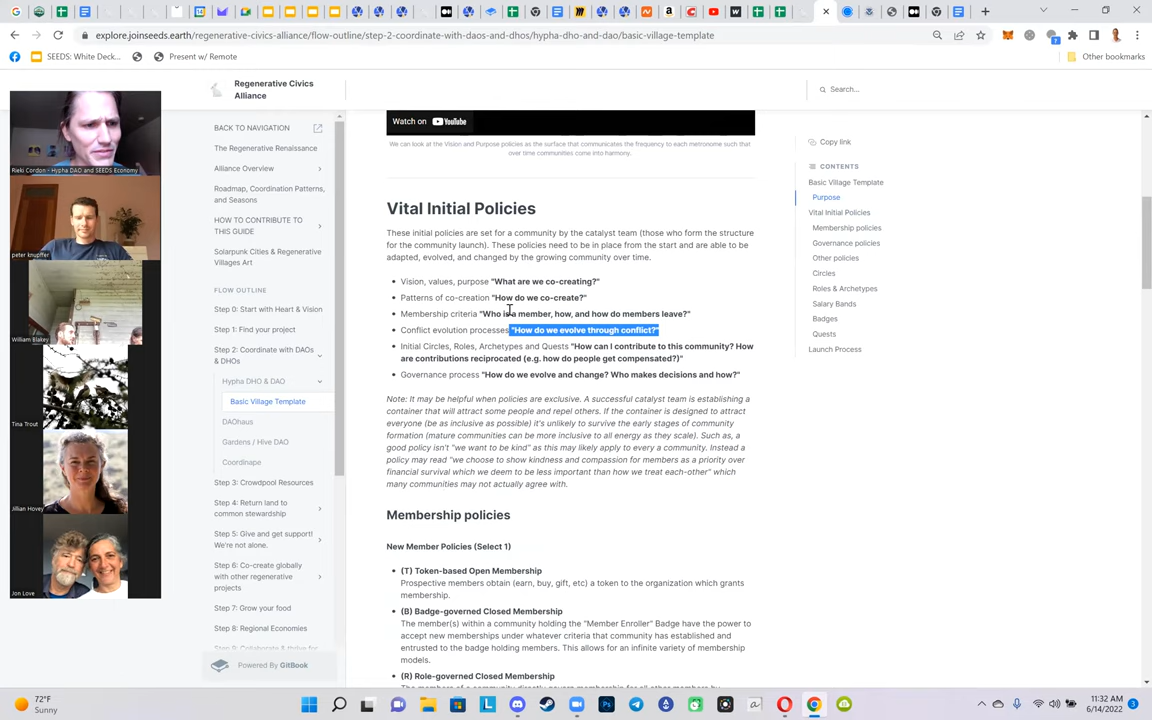 explore.joinseeds.earth/regenerative-civics-alliance/flow-outline/step-2-coordinate-with-daos-and-dhos/hypha-dho-and-dao/basic-village-template
SEEDS: White Deck...
Present w/ Remote
Other bookmarks
Regenerative Civics
Alliance
Search...
Rieki Cordon - Hypha DAO and SEEDS Economy
peter knupffer
William Blakey
Tina Trout
Jillian Hovey
Jon Love
BACK TO NAVIGATION
The Regenerative Renaissance
Alliance Overview
Roadmap, Coordination Patterns,
and Seasons
HOW TO CONTRIBUTE TO
THIS GUIDE
Solarpunk Cities & Regenerative
Villages Art
FLOW OUTLINE
Step 0: Start with Heart & Vision
Step 1: Find your project
Step 2: Coordinate with DAOs
& DHOs
Hypha DHO & DAO
Basic Village Template
DAOhaus
Gardens / Hive DAO
Coordinape
Step 3: Crowdpool Resources
Step 4: Return land to
common stewardship
Step 5: Give and get support!
We're not alone.
Step 6: Co-create globally
with other regenerative
projects
Step 7: Grow your food
Step 8: Regional Economies
Powered By GitBook
Watch on YouTube
We can look at the Vision and Purpose policies as the surface that communicates the frequency to each metronome such that
over time communities come into harmony.
Vital Initial Policies
These initial policies are set for a community by the catalyst team (those who form the structure
for the community launch). These policies need to be in place from the start and are able to be
adapted, evolved, and changed by the growing community over time.
• Vision, values, purpose "What are we co-creating?"
• Patterns of co-creation "How do we co-create?"
• Membership criteria "Who is a member, how, and how do members leave?"
• Conflict evolution processes "How do we evolve through conflict?"
• Initial Circles, Roles, Archetypes and Quests "How can I contribute to this community? How
are contributions reciprocated (e.g. how do people get compensated?)"
• Governance process "How do we evolve and change? Who makes decisions and how?"
Note: It may be helpful when policies are exclusive. A successful catalyst team is establishing a
container that will attract some people and repel others. If the container is designed to attract
everyone (be as inclusive as possible) it's unlikely to survive the early stages of community
formation (mature communities can be more inclusive to all energy as they scale). Such as, a
good policy isn't "we want to be kind" as this may likely apply to every a community. Instead a
policy may read "we choose to show kindness and compassion for members as a priority over
financial survival which we deem to be less important than how we treat each-other" which
many communities may not actually agree with.
Membership policies
New Member Policies (Select 1)
• (T) Token-based Open Membership
Prospective members obtain (earn, buy, gift, etc) a token to the organization which grants
membership.
• (B) Badge-governed Closed Membership
The member(s) within a community holding the "Member Enroller" Badge have the power to
accept new memberships under whatever criteria that community has established and
entrusted to the badge holding members. This allows for an infinite variety of membership
models.
• (R) Role-governed Closed Membership
Copy link
CONTENTS
Basic Village Template
Purpose
Vital Initial Policies
Membership policies
Governance policies
Other policies
Circles
Roles & Archetypes
Salary Bands
Badges
Quests
Launch Process
72°F
Sunny
11:32 AM
6/14/2022